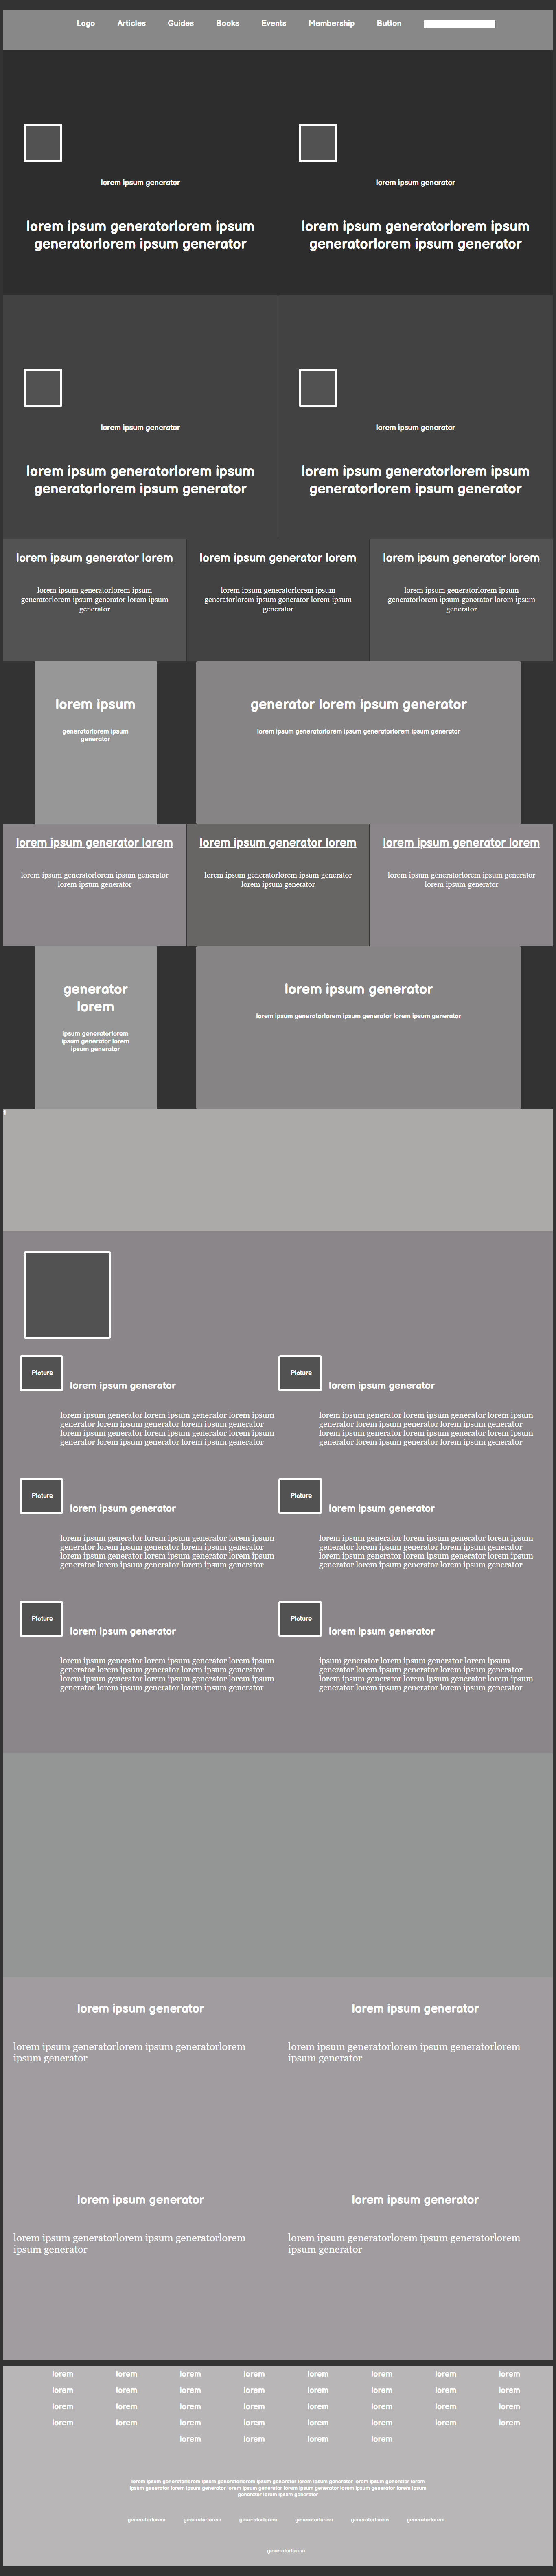 Logo Articles Guides Books Events Membership Button
lorem ipsum generator
lorem ipsum generatorlorem ipsum
generatorlorem ipsum generator
lorem ipsum generator
lorem ipsum generatorlorem ipsum
generatorlorem ipsum generator
lorem ipsum generator
lorem ipsum generatorlorem ipsum
generatorlorem ipsum generator
lorem ipsum generator
lorem ipsum generatorlorem ipsum
generatorlorem ipsum generator
lorem ipsum generator lorem
lorem ipsum generatorlorem ipsum
generatorlorem ipsum generator lorem ipsum
generator
lorem ipsum generator lorem
lorem ipsum generatorlorem ipsum
generatorlorem ipsum generator lorem ipsum
generator
lorem ipsum generator lorem
lorem ipsum generatorlorem ipsum
generatorlorem ipsum generator lorem ipsum
generator
lorem ipsum
generatorlorem ipsum
generator
generator lorem ipsum generator
lorem ipsum generatorlorem ipsum generatorlorem ipsum generator
lorem ipsum generator lorem
lorem ipsum generatorlorem ipsum generator
lorem ipsum generator
lorem ipsum generator lorem
lorem ipsum generatorlorem ipsum generator
lorem ipsum generator
lorem ipsum generator lorem
lorem ipsum generatorlorem ipsum generator
lorem ipsum generator
generator
lorem
ipsum generatorlorem
ipsum generator lorem
ipsum generator
lorem ipsum generator
lorem ipsum generatorlorem ipsum generator lorem ipsum generator
Picture
lorem ipsum generator
lorem ipsum generator lorem ipsum generator lorem ipsum
generator lorem ipsum generator lorem ipsum generator
lorem ipsum generator lorem ipsum generator lorem ipsum
generator lorem ipsum generator lorem ipsum generator
Picture
lorem ipsum generator
lorem ipsum generator lorem ipsum generator lorem ipsum
generator lorem ipsum generator lorem ipsum generator
lorem ipsum generator lorem ipsum generator lorem ipsum
generator lorem ipsum generator lorem ipsum generator
Picture
lorem ipsum generator
lorem ipsum generator lorem ipsum generator lorem ipsum
generator lorem ipsum generator lorem ipsum generator
lorem ipsum generator lorem ipsum generator lorem ipsum
generator lorem ipsum generator lorem ipsum generator
Picture
lorem ipsum generator
lorem ipsum generator lorem ipsum generator lorem ipsum
generator lorem ipsum generator lorem ipsum generator
lorem ipsum generator lorem ipsum generator lorem ipsum
generator lorem ipsum generator lorem ipsum generator
Picture
lorem ipsum generator
lorem ipsum generator lorem ipsum generator lorem ipsum
generator lorem ipsum generator lorem ipsum generator
lorem ipsum generator lorem ipsum generator lorem ipsum
generator lorem ipsum generator lorem ipsum generator
Picture
lorem ipsum generator
ipsum generator lorem ipsum generator lorem ipsum
generator lorem ipsum generator lorem ipsum generator
lorem ipsum generator lorem ipsum generator lorem ipsum
generator lorem ipsum generator lorem ipsum generator
lorem ipsum generator
lorem ipsum generatorlorem ipsum generatorlorem
ipsum generator
lorem ipsum generator
lorem ipsum generatorlorem ipsum generatorlorem
ipsum generator
lorem ipsum generator
lorem ipsum generatorlorem ipsum generatorlorem
ipsum generator
lorem ipsum generator
lorem ipsum generatorlorem ipsum generatorlorem
ipsum generator
lorem lorem lorem lorem lorem lorem lorem lorem
lorem lorem lorem lorem lorem lorem lorem lorem
lorem lorem lorem lorem lorem lorem lorem lorem
lorem lorem lorem lorem lorem lorem lorem lorem
lorem lorem lorem lorem
lorem ipsum generatorlorem ipsum generatorlorem ipsum generator lorem ipsum generator lorem ipsum generator lorem
ipsum generator lorem ipsum generator lorem ipsum generator lorem ipsum generator lorem ipsum generator lorem ipsum
generator lorem ipsum generator
generatorlorem generatorlorem generatorlorem generatorlorem generatorlorem generatorlorem
generatorlorem